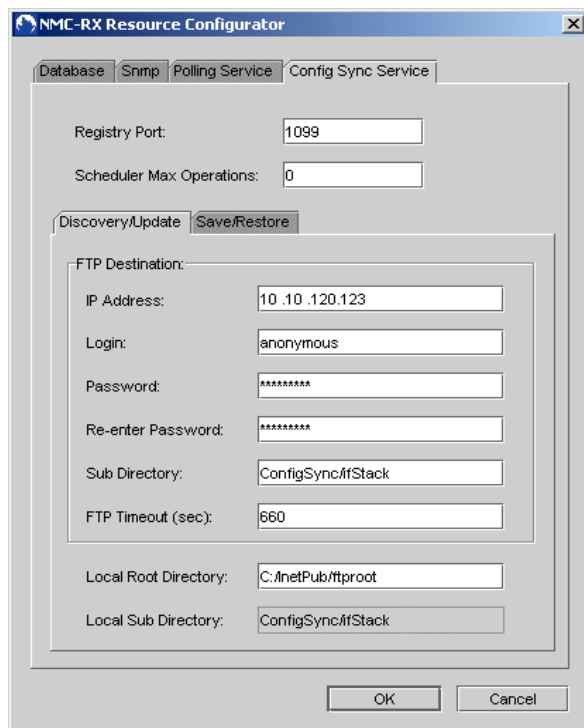 NMC-RX Resource Configurator
Database Snmp Polling Service Config Sync Service
Registry Port: 1099
Scheduler Max Operations: 0
Discovery/Update Save/Restore
FTP Destination:
IP Address: 10 .10 .120.123
Login: anonymous
Password: *********
Re-enter Password: *********
Sub Directory: ConfigSync/ifStack
FTP Timeout (sec): 660
Local Root Directory: C:/InetPub/ftproot
Local Sub Directory: ConfigSync/ifStack
OK Cancel